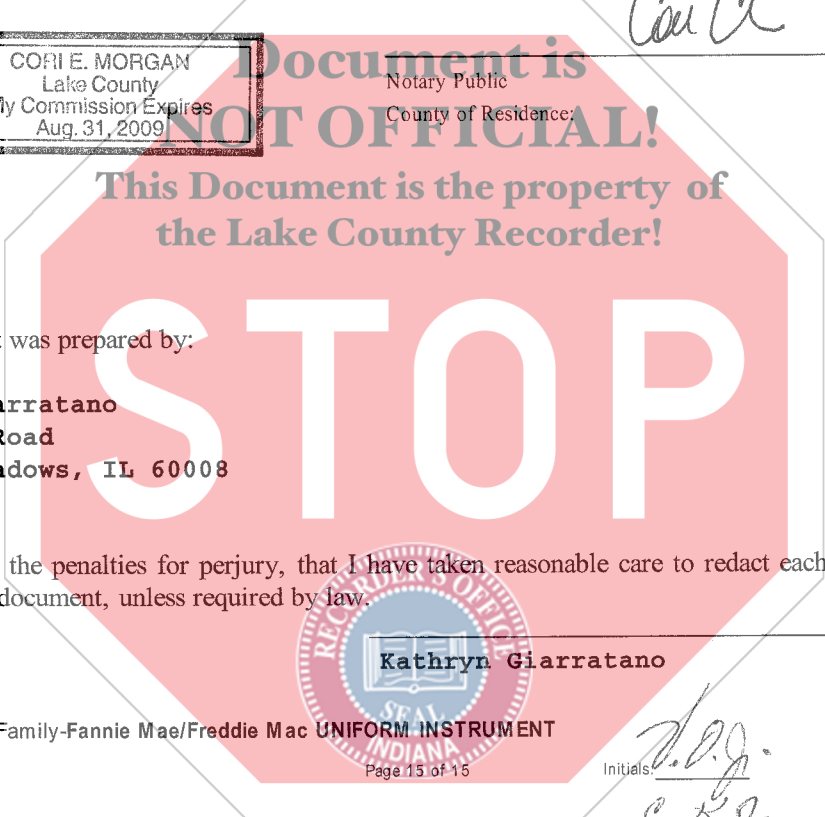 CORI E. MORGAN
Lake County
My Commission Expires
Aug. 31, 2009
Document is
NOT OFFICIAL!
This Document is the property of
the Lake County Recorder!
Notary Public
County of Residence:
STOP
was prepared by:
arratano
Road
adows, IL 60008
the penalties for perjury, that I have taken reasonable care to redact each
document, unless required by law.
Kathryn Giarratano
RECORDER'S OFFICE
SEAL
INDIANA
Family-Fannie Mae/Freddie Mac UNIFORM INSTRUMENT
Page 15 of 15
Initials: